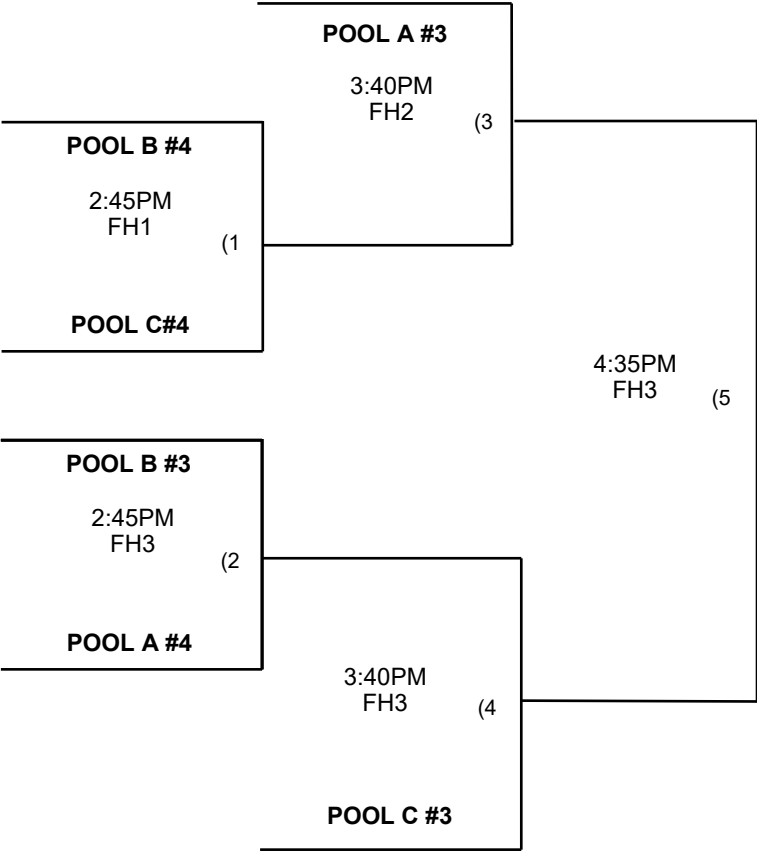 POOL A #3
3:40PM
FH2
(3
POOL B #4
2:45PM
FH1
(1
POOL C#4
4:35PM
FH3
(5
POOL B #3
2:45PM
FH3
(2
POOL A #4
3:40PM
FH3
(4
POOL C #3